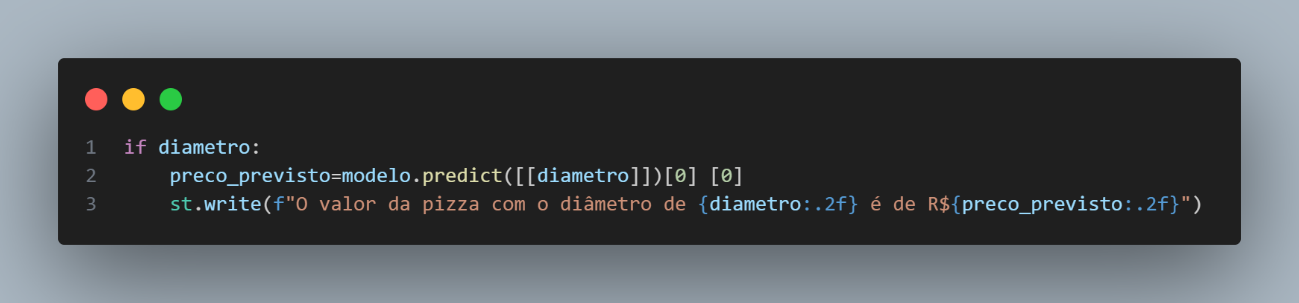 1 if diametro:
2     preco_previsto=modelo.predict([[diametro]])[0] [0]
3     st.write(f"O valor da pizza com o diâmetro de {diametro:.2f} é de R${preco_previsto:.2f}")